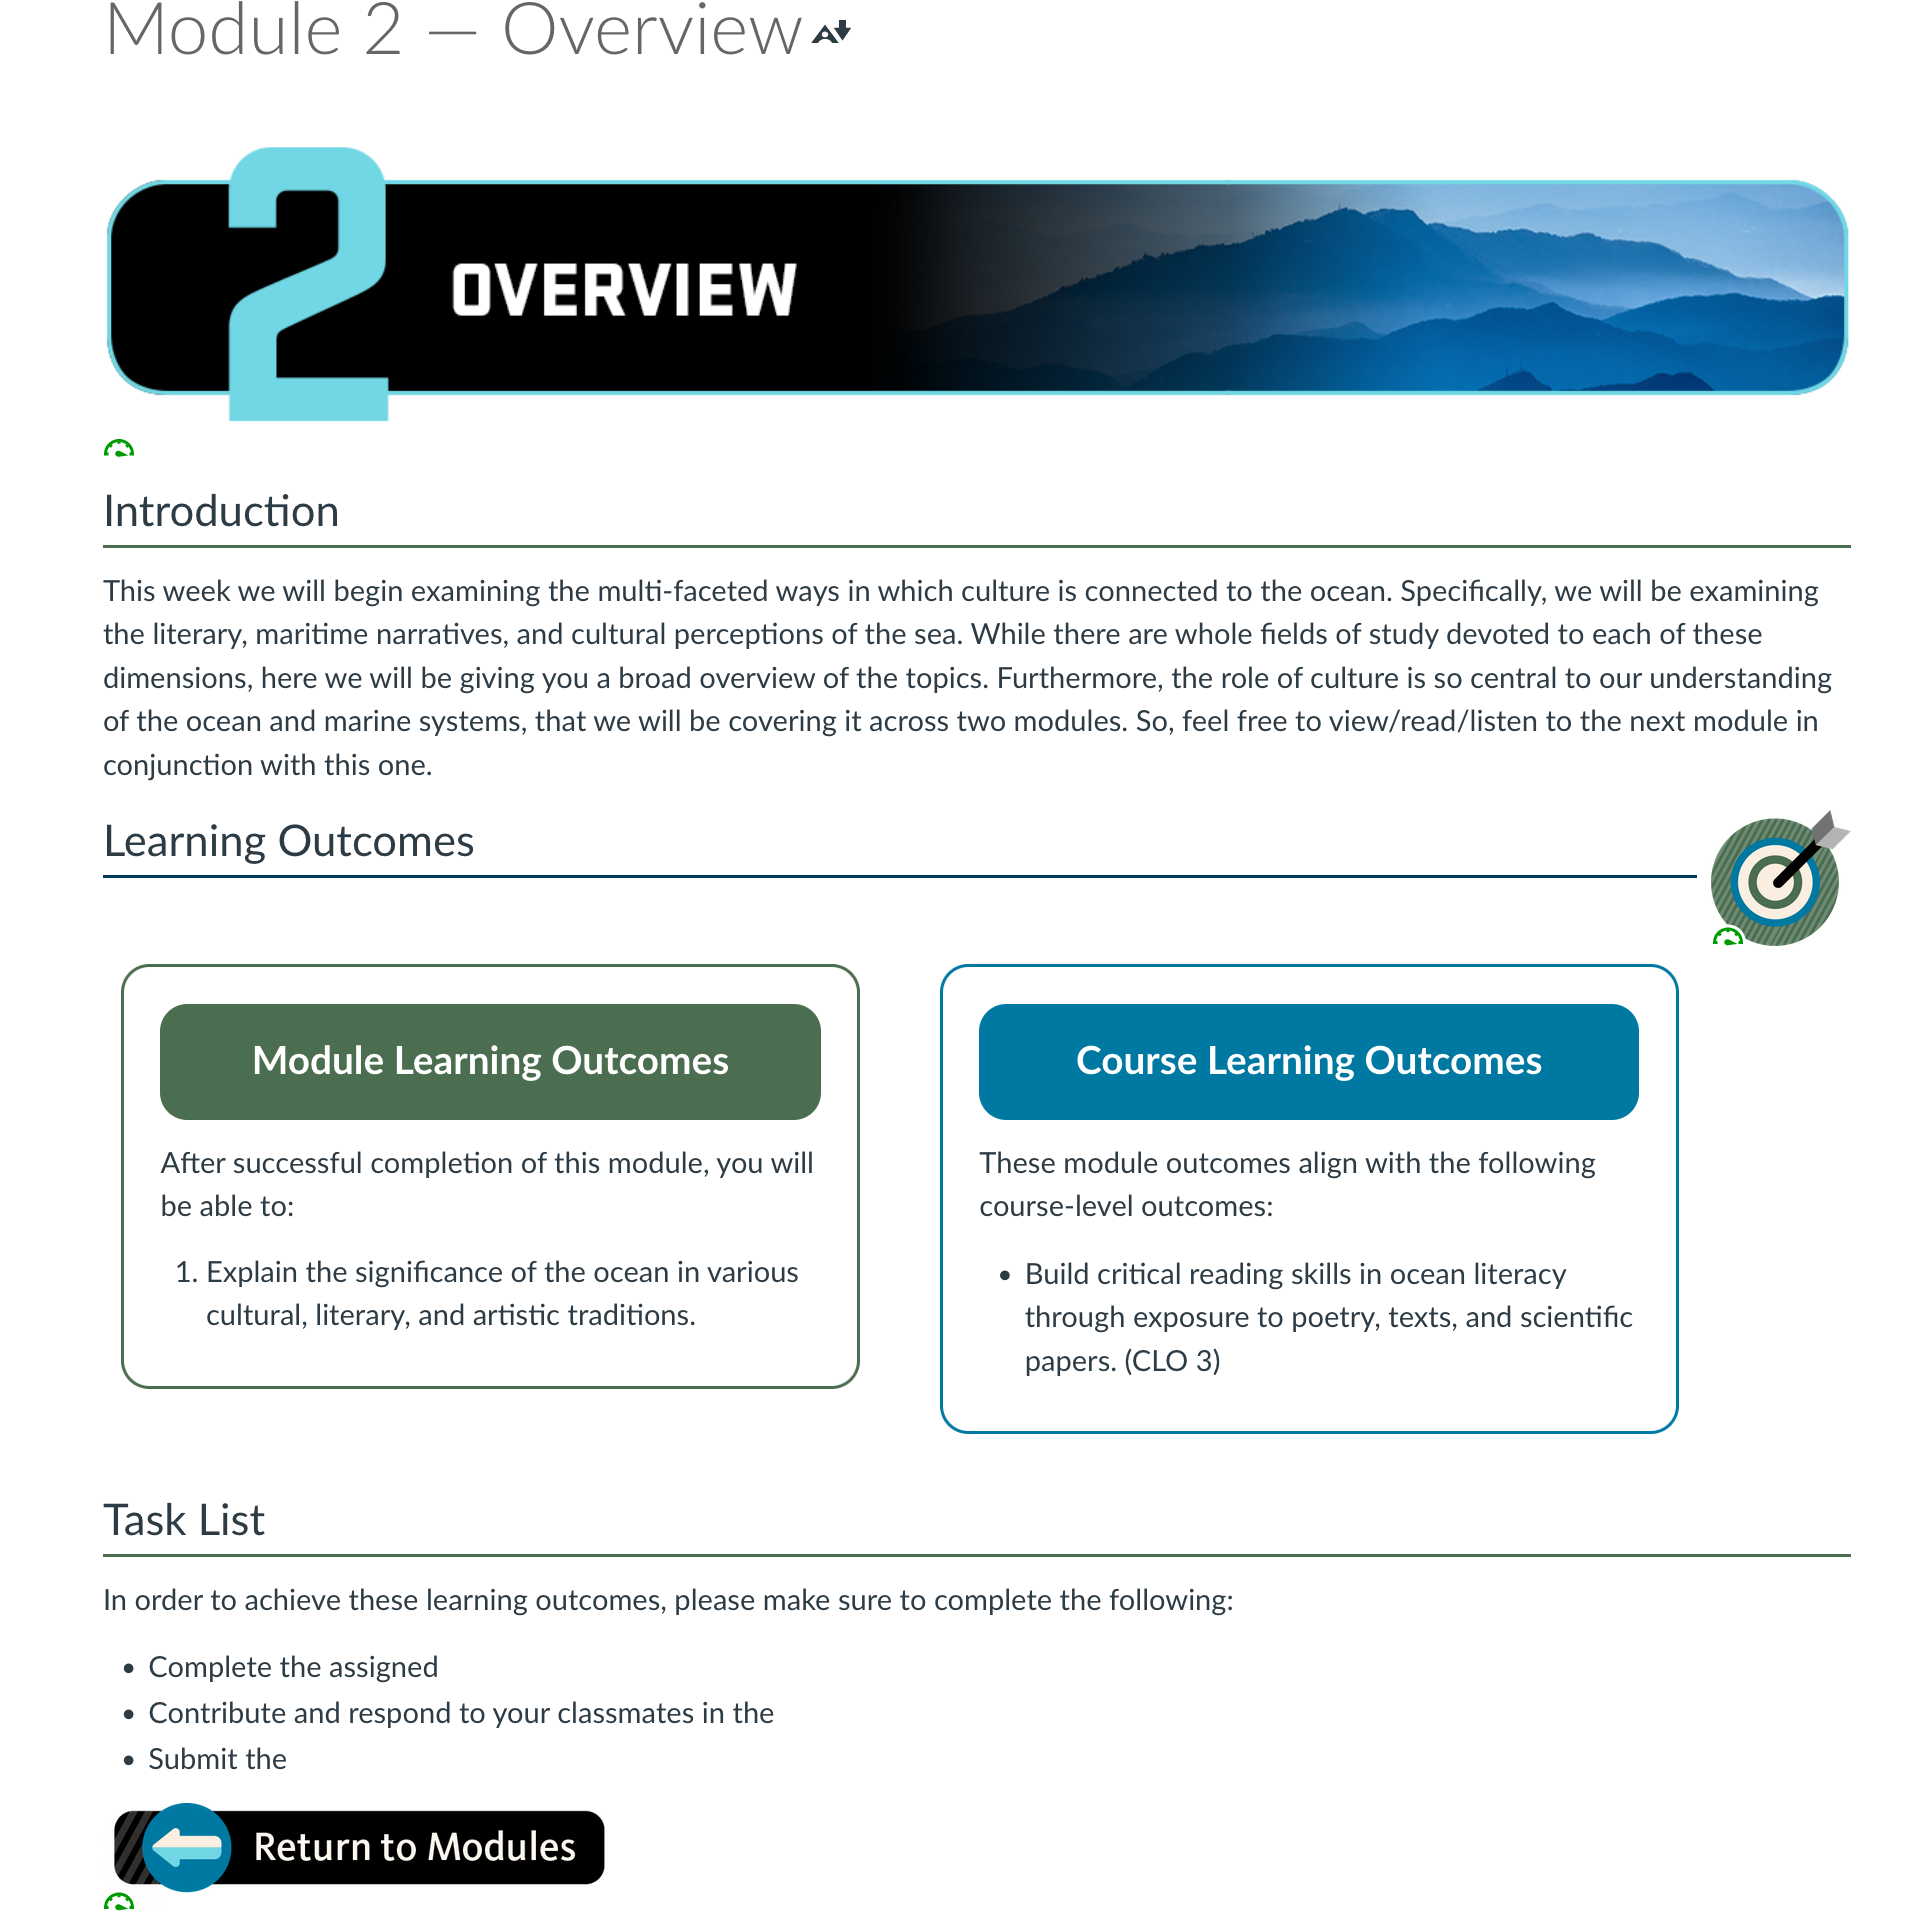 Module 2 — Overview
2
OVERVIEW
Introduction
This week we will begin examining the multi-faceted ways in which culture is connected to the ocean. Specifically, we will be examining
the literary, maritime narratives, and cultural perceptions of the sea. While there are whole fields of study devoted to each of these
dimensions, here we will be giving you a broad overview of the topics. Furthermore, the role of culture is so central to our understanding
of the ocean and marine systems, that we will be covering it across two modules. So, feel free to view/read/listen to the next module in
conjunction with this one.
Learning Outcomes
Module Learning Outcomes
After successful completion of this module, you will
be able to:
1. Explain the significance of the ocean in various
cultural, literary, and artistic traditions.
Course Learning Outcomes
These module outcomes align with the following
course-level outcomes:
• Build critical reading skills in ocean literacy
through exposure to poetry, texts, and scientific
papers. (CLO 3)
Task List
In order to achieve these learning outcomes, please make sure to complete the following:
• Complete the assigned
• Contribute and respond to your classmates in the
• Submit the
Return to Modules